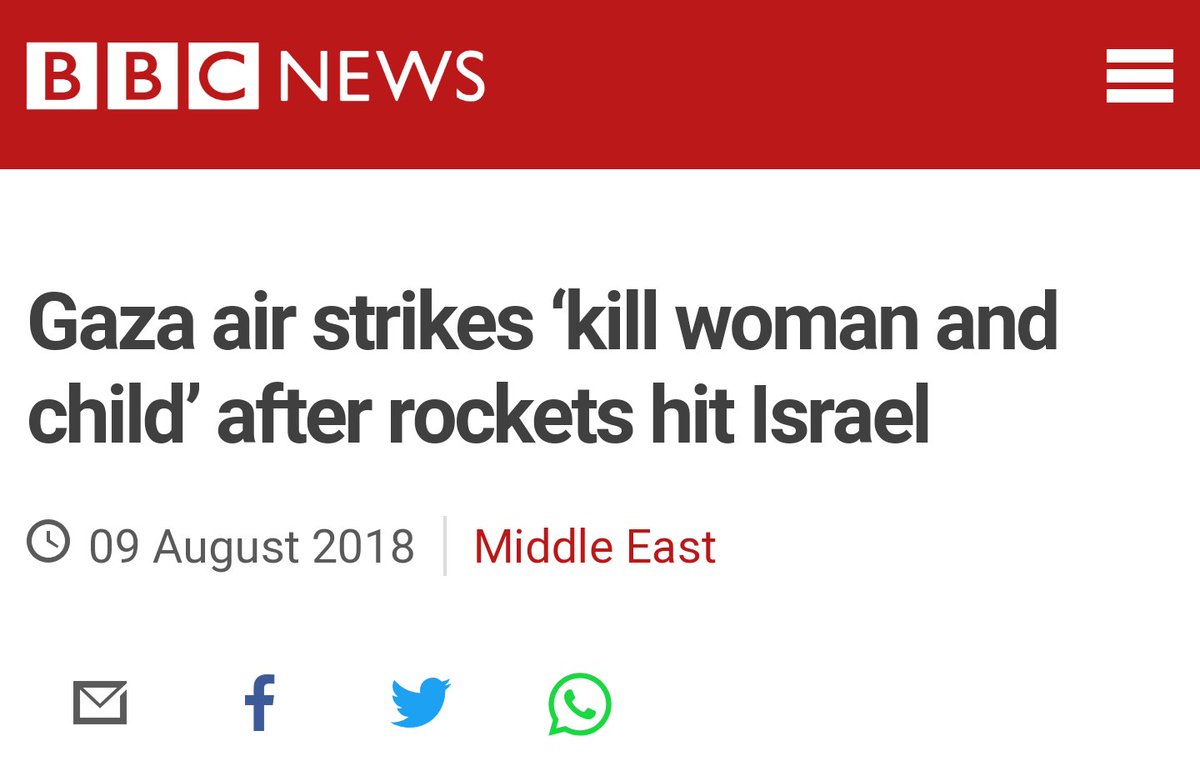 BBC NEWS
Gaza air strikes ‘kill woman and
child’ after rockets hit Israel
09 August 2018 Middle East